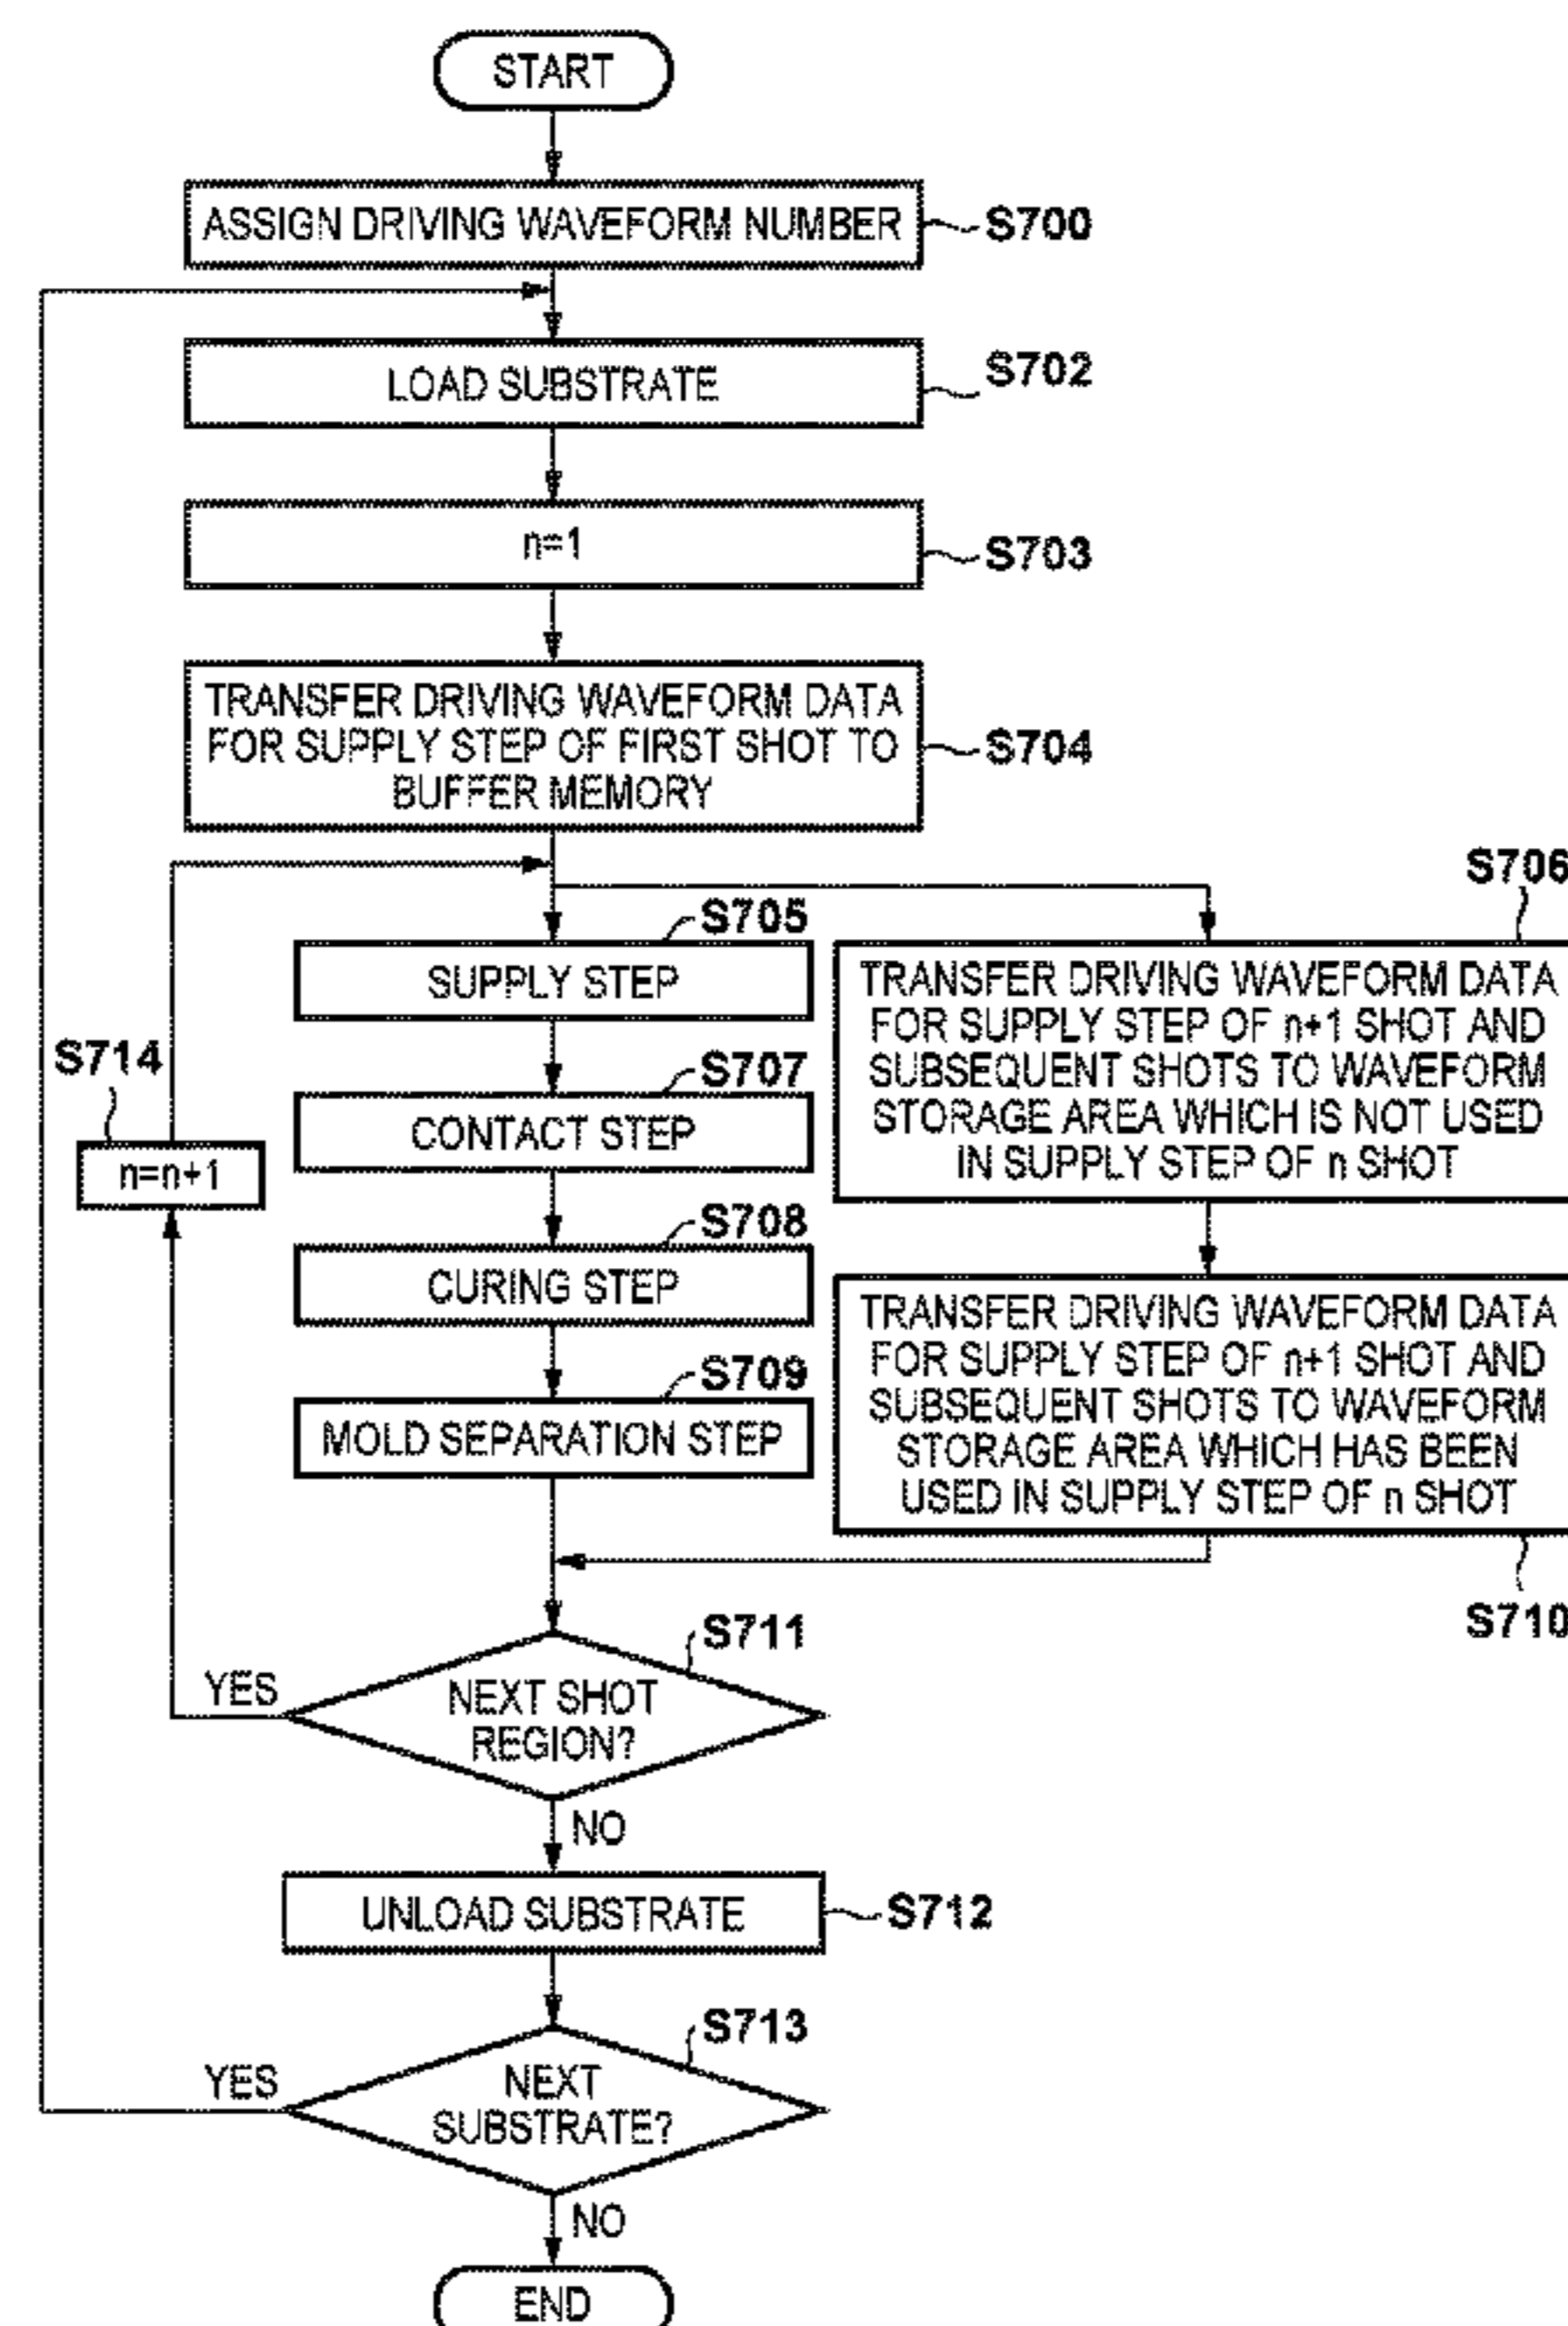 START
ASSIGN DRIVING WAVEFORM NUMBER
S700
LOAD SUBSTRATE
S702
n=1
S703
TRANSFER DRIVING WAVEFORM DATA
FOR SUPPLY STEP OF FIRST SHOT TO
BUFFER MEMORY
S704
S705
SUPPLY STEP
S706
TRANSFER DRIVING WAVEFORM DATA
FOR SUPPLY STEP OF n+1 SHOT AND
SUBSEQUENT SHOTS TO WAVEFORM
STORAGE AREA WHICH IS NOT USED
IN SUPPLY STEP OF n SHOT
S714
n=n+1
S707
CONTACT STEP
S708
CURING STEP
S709
MOLD SEPARATION STEP
TRANSFER DRIVING WAVEFORM DATA
FOR SUPPLY STEP OF n+1 SHOT AND
SUBSEQUENT SHOTS TO WAVEFORM
STORAGE AREA WHICH HAS BEEN
USED IN SUPPLY STEP OF n SHOT
S710
S711
NEXT SHOT
REGION?
YES
NO
UNLOAD SUBSTRATE
S712
S713
NEXT
SUBSTRATE?
YES
NO
END